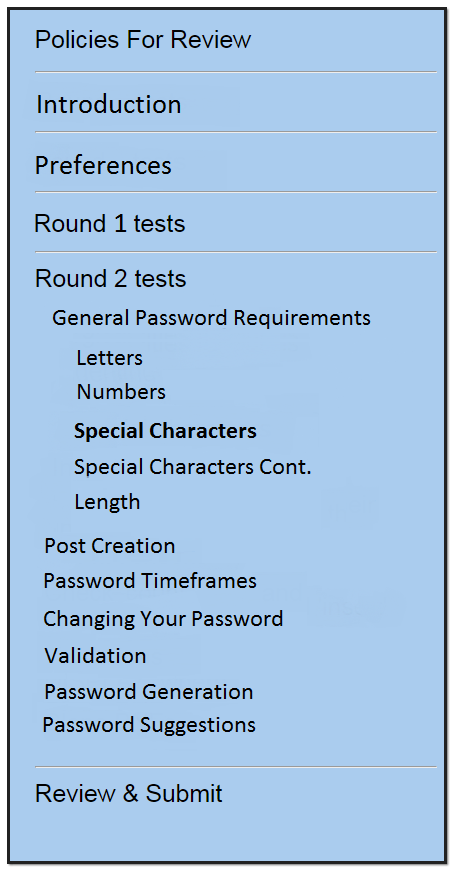 Policies For Review
Introduction
Preferences
Round 1 tests
Round 2 tests
General Password Requirements
Letters
Numbers
Special Characters
Special Characters Cont.
Length
Post Creation
Password Timeframes
Changing Your Password
Validation
Password Generation
Password Suggestions
Review & Submit